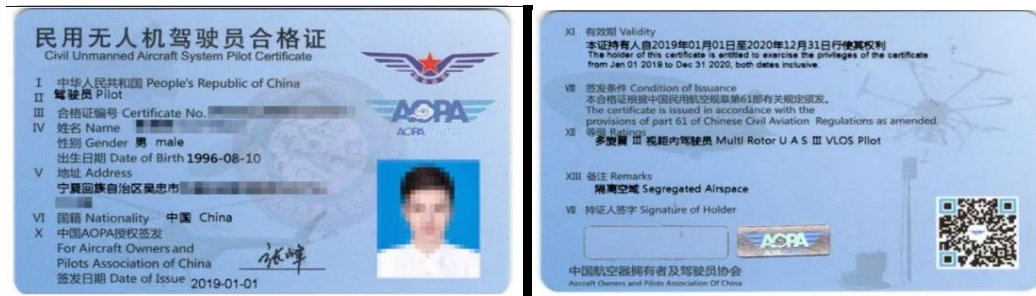 民用无人机驾驶员合格证
Civil Unmanned Aircraft System Pilot Certificate
I 中华人民共和国 People's Republic of China
II 驾驶员 Pilot
III 合格证编号 Certificate No.
IV 姓名 Name
性别 Gender 男 male
出生日期 Date of Birth 1996-08-10
V 地址 Address
宁夏回族自治区吴忠市
VI 国籍 Nationality 中国 China
X 中国AOPA授权签发
For Aircraft Owners and
Pilots Association of China
签发日期 Date of Issue 2019-01-01
AOPA
AOPA
XI 有效期 Validity
本证持有人自2019年01月01日至2020年12月31日行使其权利
The holder of this certificate is entitled to exercise the privileges of the certificate
from Jan 01 2019 to Dec 31 2020, both dates inclusive.
VIII 签发条件 Condition of Issuance
本合格证根据中国民用航空规章第61部有关规定颁发。
The certificate is issued in accordance with the
provisions of part 61 of Chinese Civil Aviation Regulations as amended.
XII 等级 Ratings
多旋翼 III 视距内驾驶员 Multi Rotor U A S III VLOS Pilot
XIII 备注 Remarks
隔离空域 Segregated Airspace
VII 持证人签字 Signature of Holder
AOPA
中国航空器拥有者及驾驶员协会
Aircraft Owners and Pilots Association Of China